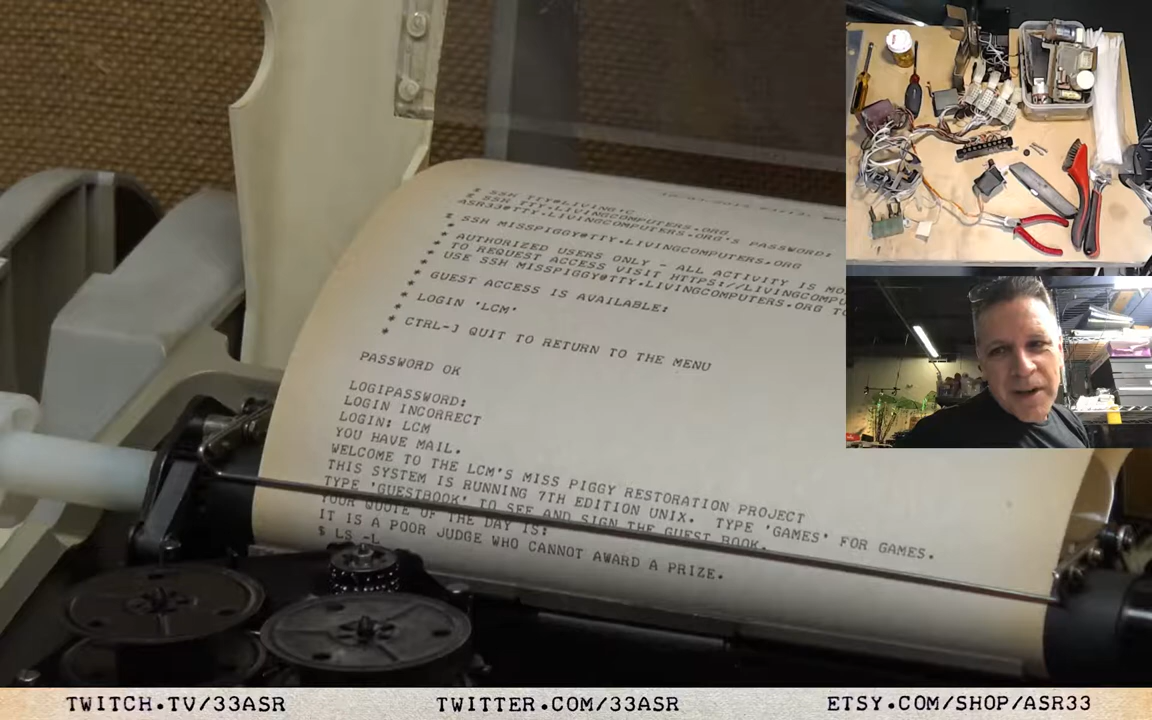 $ SSH TTY@LIVING↑C
$ SSH TTY.LIVINGCOMPUTERS.ORG
ASR33@TTY.LIVINGCOMPUTERS.ORG'S PASSWORD:
$ SSH MISSPIGGY@TTY.LIVINGCOMPUTERS.ORG
*
* AUTHORIZED USERS ONLY - ALL ACTIVITY IS MO
* TO REQUEST ACCESS VISIT HTTPS://LIVINGCOMPU
* USE SSH MISSPIGGY@TTY.LIVINGCOMPUTERS.ORG TO
*
* GUEST ACCESS IS AVAILABLE:
*
* LOGIN 'LCM'
*
* CTRL-J QUIT TO RETURN TO THE MENU
*
PASSWORD OK
LOGIPASSWORD:
LOGIN INCORRECT
LOGIN: LCM
YOU HAVE MAIL.
WELCOME TO THE LCM'S MISS PIGGY RESTORATION PROJECT
THIS SYSTEM IS RUNNING 7TH EDITION UNIX. TYPE 'GAMES' FOR GAMES.
TYPE 'GUESTBOOK' TO SEE AND SIGN THE GUEST BOOK.
YOUR QUOTE OF THE DAY IS:
IT IS A POOR JUDGE WHO CANNOT AWARD A PRIZE.
$ LS -L
TWITCH.TV/33ASR
TWITTER.COM/33ASR
ETSY.COM/SHOP/ASR33